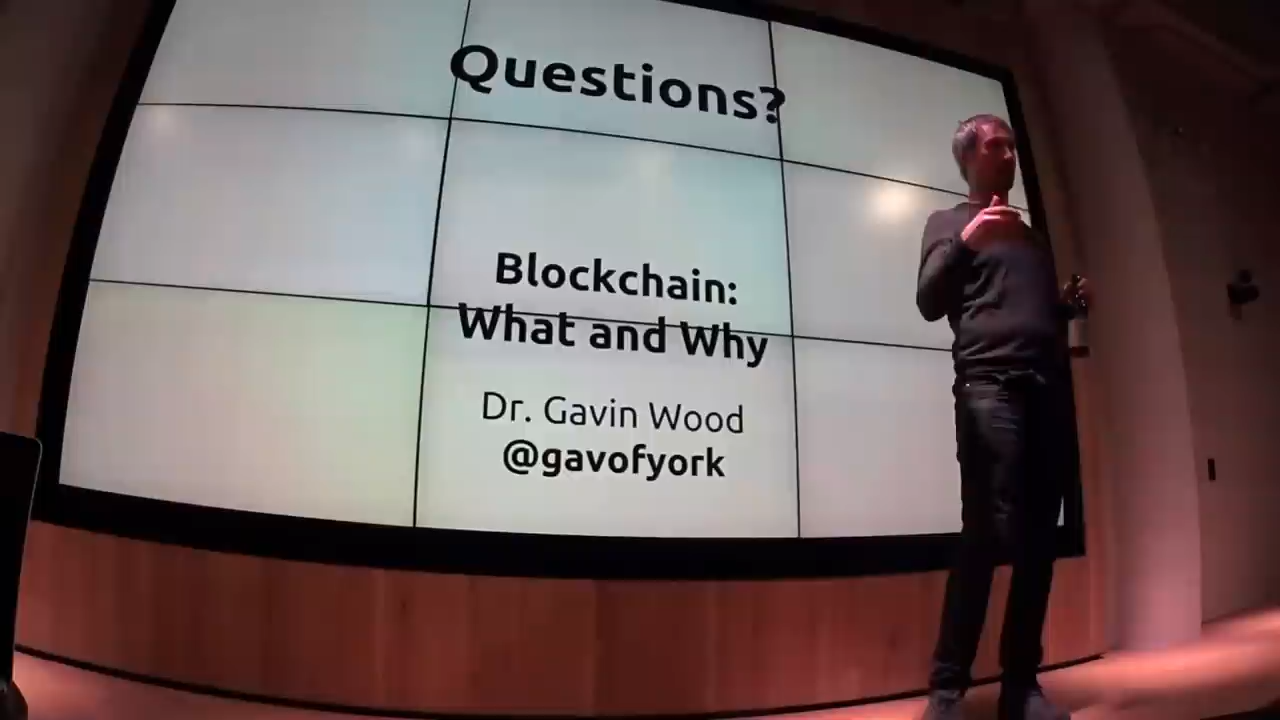 Questions?
Blockchain:
What and Why
Dr. Gavin Wood
@gavofyork